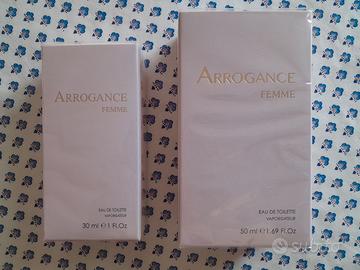 ARROGANCE
FEMME
EAU DE TOILETTE
VAPORISATEUR
30 ml ℮ 1 FL.Oz
ARROGANCE
FEMME
EAU DE TOILETTE
VAPORISATEUR
50 ml ℮ 1.69 FL.Oz
subito